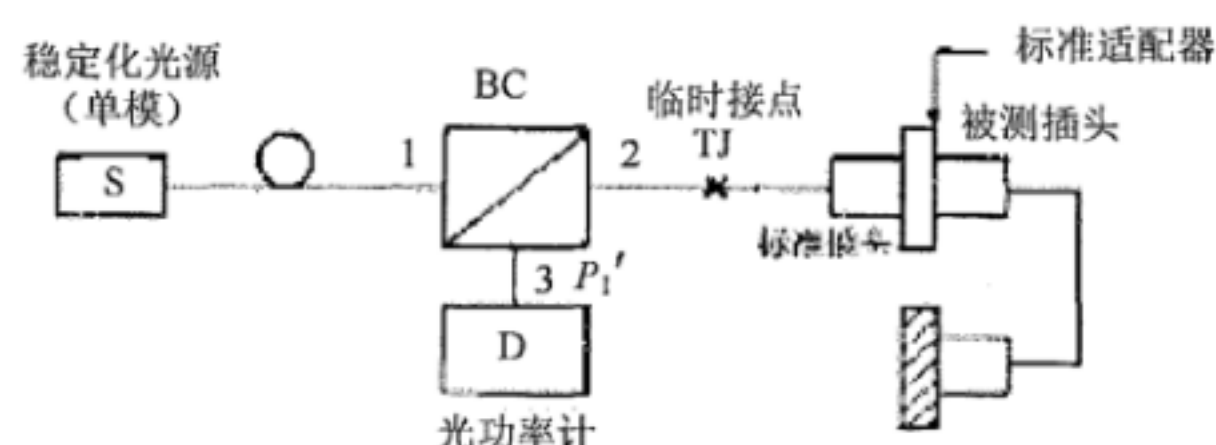 稳定化光源
（单模）
S
1
BC
2
临时接点
TJ
标准适配器
被测插头
标准插头
3 P₁′
D
光功率计